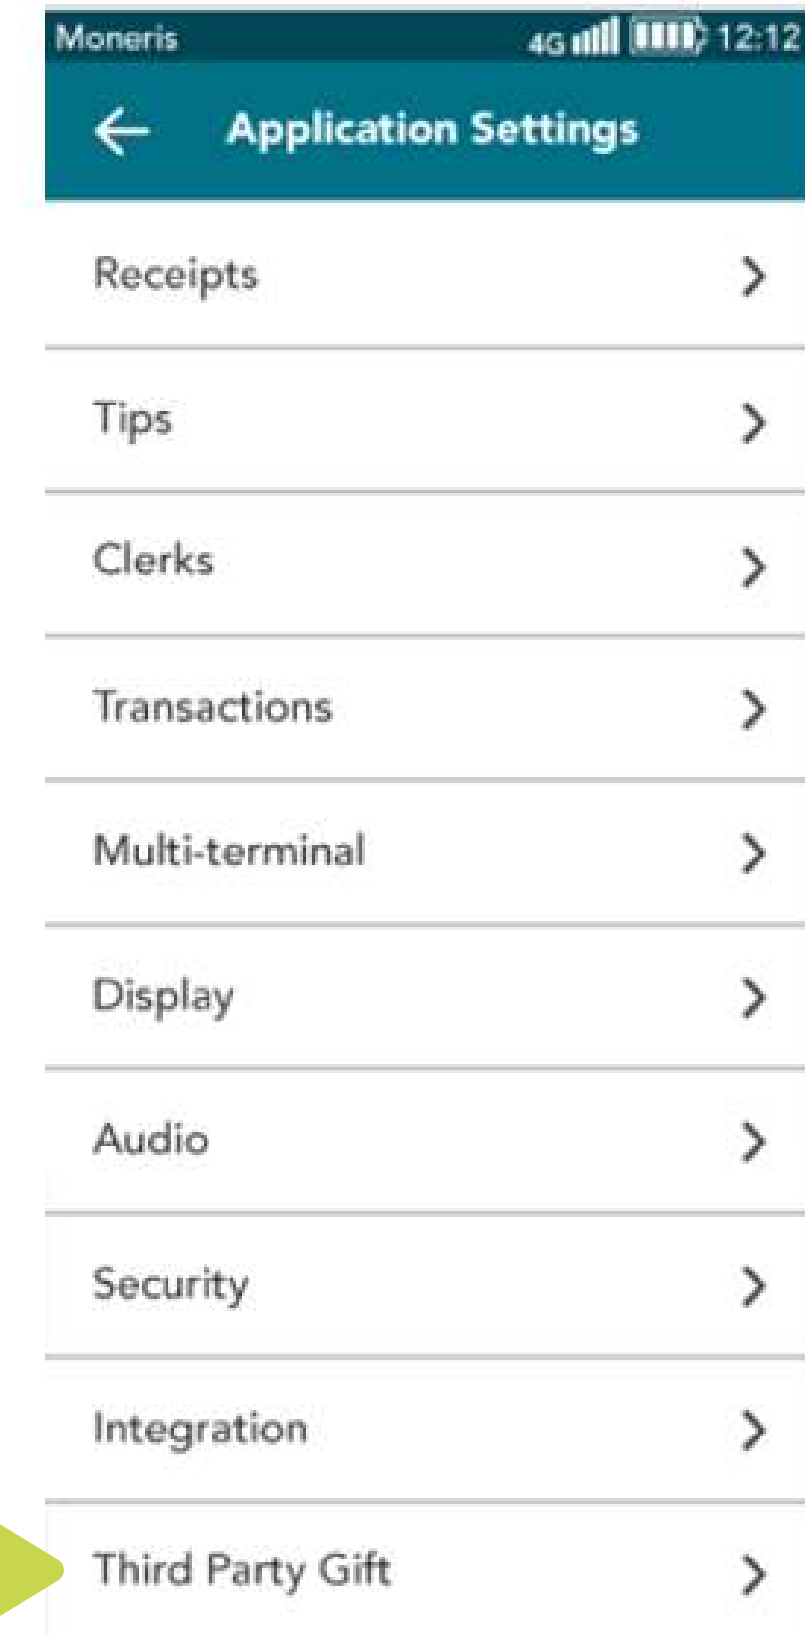 Moneris 4G 12:12
Application Settings
Receipts
Tips
Clerks
Transactions
Multi-terminal
Display
Audio
Security
Integration
Third Party Gift